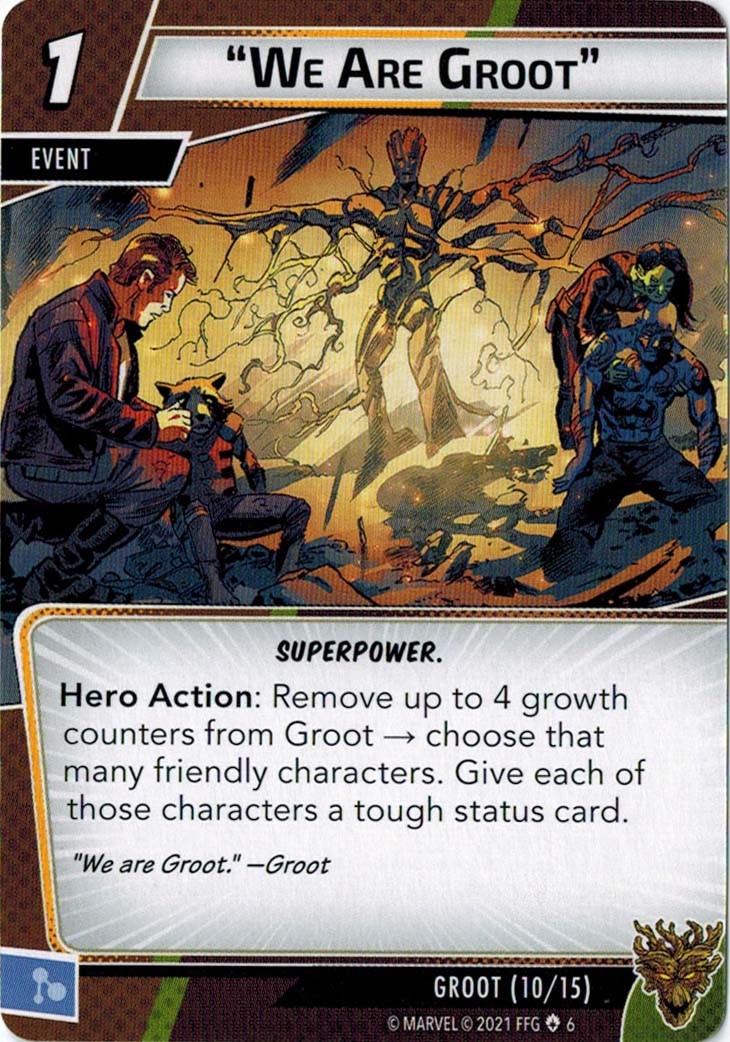 1
“WE ARE GROOT”
EVENT
SUPERPOWER.
Hero Action: Remove up to 4 growth
counters from Groot → choose that
many friendly characters. Give each of
those characters a tough status card.
"We are Groot." —Groot
GROOT (10/15)
© MARVEL © 2021 FFG 6